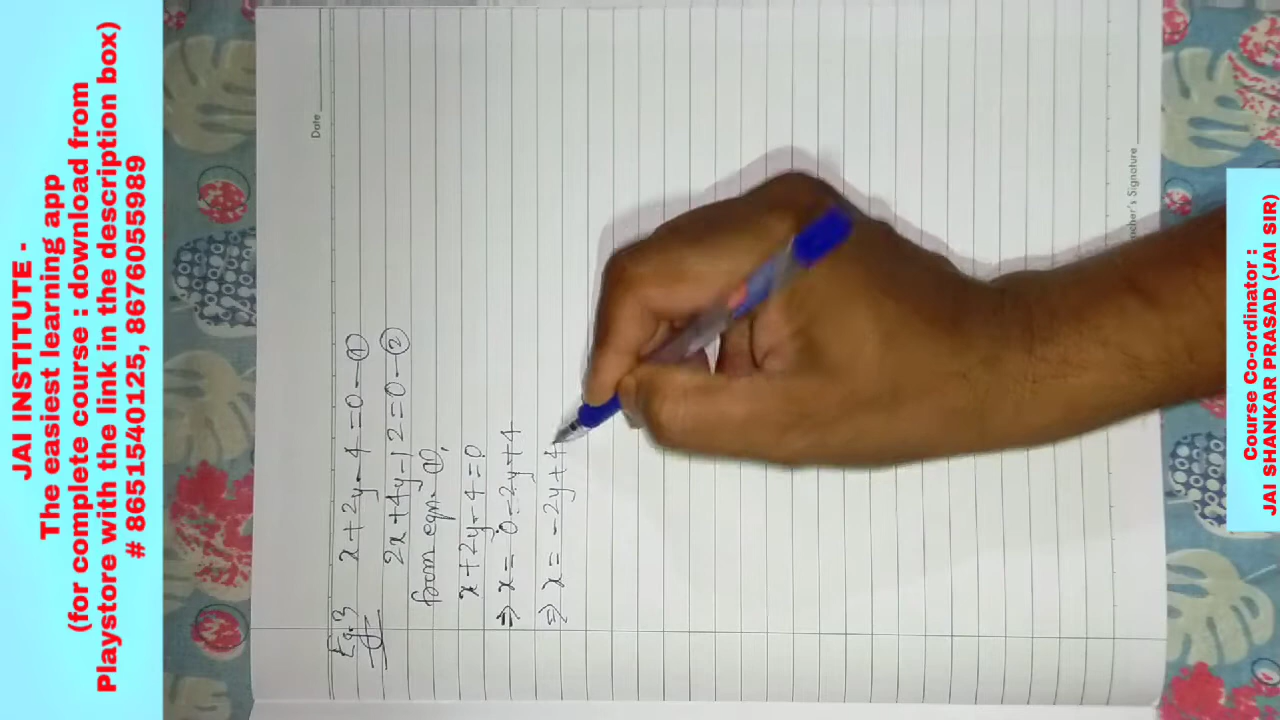 JAI INSTITUTE -
The easiest learning app
(for complete course : download from
Playstore with the link in the description box)
# 8651540125, 8676055989
Date
Eg. 3 x + 2y - 4 = 0 - ①
2x + 4y - 12 = 0 - ②
from eqn. ①,
x + 2y - 4 = 0
⇒ x = 0 - 2y + 4
⇒ x = - 2y + 4
acher's Signature
Course Co-ordinator :
JAI SHANKAR PRASAD (JAI SIR)